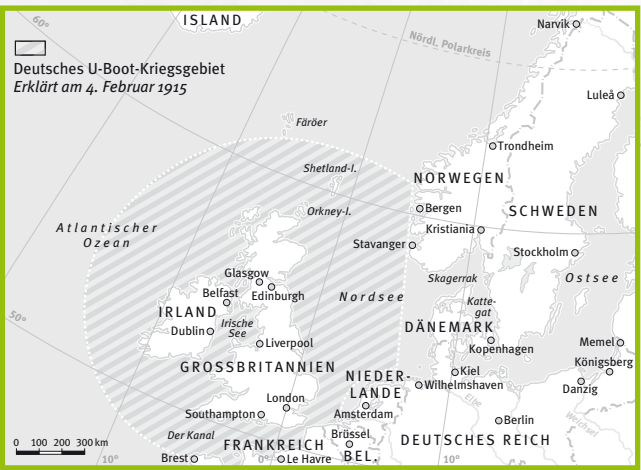 ISLAND
60°
Narvik
Nördl. Polarkreis
Deutsches U-Boot-Kriegsgebiet
Erklärt am 4. Februar 1915
Luleå
Färöer
Trondheim
Shetland-I.
NORWEGEN
Orkney-I.
Bergen
SCHWEDEN
Atlantischer
Ozean
Kristiania
Stavanger
Stockholm
Glasgow
Skagerrak
Ostsee
Belfast
Edinburgh
Nordsee
Katte-
gat
IRLAND
50°
Irische
See
DÄNEMARK
Dublin
Liverpool
Kopenhagen
Memel
GROSSBRITANNIEN
Königsberg
NIEDER-
LANDE
Kiel
Wilhelmshaven
Danzig
London
Elbe
Southampton
Amsterdam
Berlin
Weichsel
Der Kanal
Brüssel
FRANKREICH
BEL.
DEUTSCHES REICH
0 100 200 300 km
10°
Brest
0°
Le Havre
10°